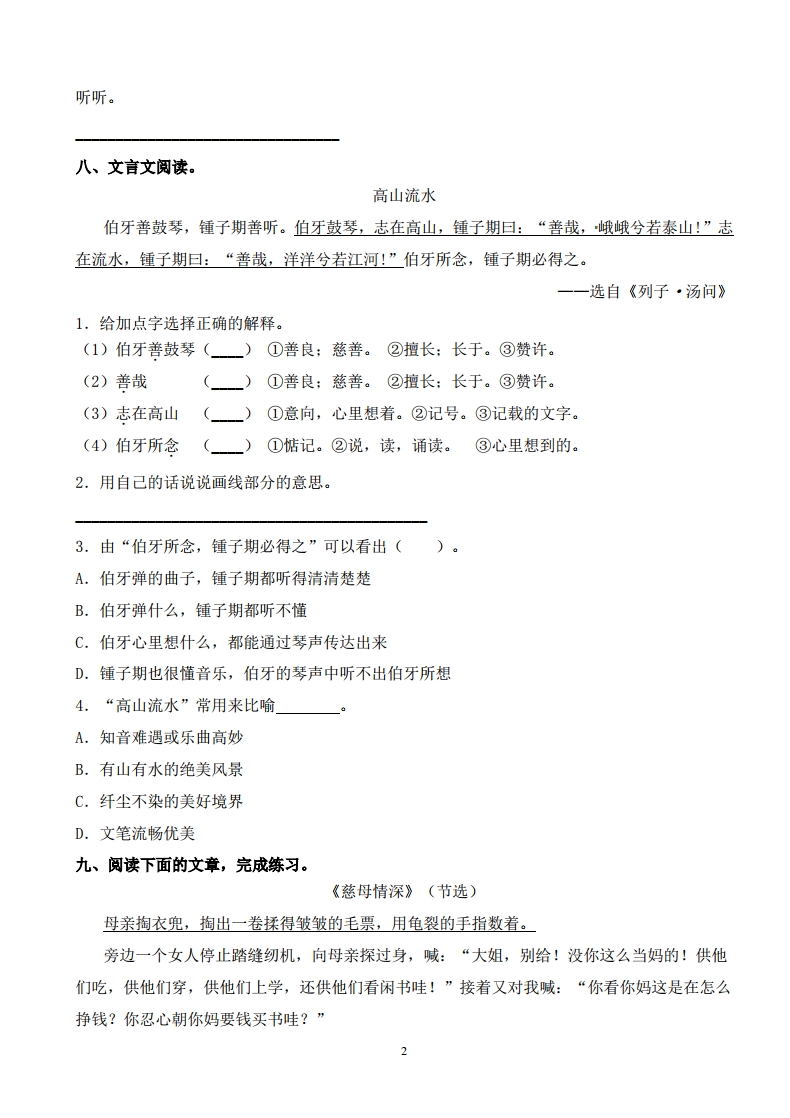 听听。
_________________________________
八、文言文阅读。
高山流水
伯牙善鼓琴，锺子期善听。伯牙鼓琴，志在高山，锺子期曰：“善哉，峨峨兮若泰山！”志
在流水，锺子期曰：“善哉，洋洋兮若江河！”伯牙所念，锺子期必得之。
——选自《列子·汤问》
1．给加点字选择正确的解释。
（1）伯牙善鼓琴（____） ①善良；慈善。 ②擅长；长于。③赞许。
（2）善哉 （____） ①善良；慈善。 ②擅长；长于。③赞许。
（3）志在高山 （____） ①意向，心里想着。②记号。③记载的文字。
（4）伯牙所念 （____） ①惦记。②说，读，诵读。 ③心里想到的。
2．用自己的话说说画线部分的意思。
____________________________________________
3．由“伯牙所念，锺子期必得之”可以看出（ ）。
A．伯牙弹的曲子，锺子期都听得清清楚楚
B．伯牙弹什么，锺子期都听不懂
C．伯牙心里想什么，都能通过琴声传达出来
D．锺子期也很懂音乐，伯牙的琴声中听不出伯牙所想
4．“高山流水”常用来比喻________。
A．知音难遇或乐曲高妙
B．有山有水的绝美风景
C．纤尘不染的美好境界
D．文笔流畅优美
九、阅读下面的文章，完成练习。
《慈母情深》（节选）
母亲掏衣兜，掏出一卷揉得皱皱的毛票，用龟裂的手指数着。
旁边一个女人停止踏缝纫机，向母亲探过身，喊：“大姐，别给！没你这么当妈的！供他
们吃，供他们穿，供他们上学，还供他们看闲书哇！”接着又对我喊：“你看你妈这是在怎么
挣钱？你忍心朝你妈要钱买书哇？”
2